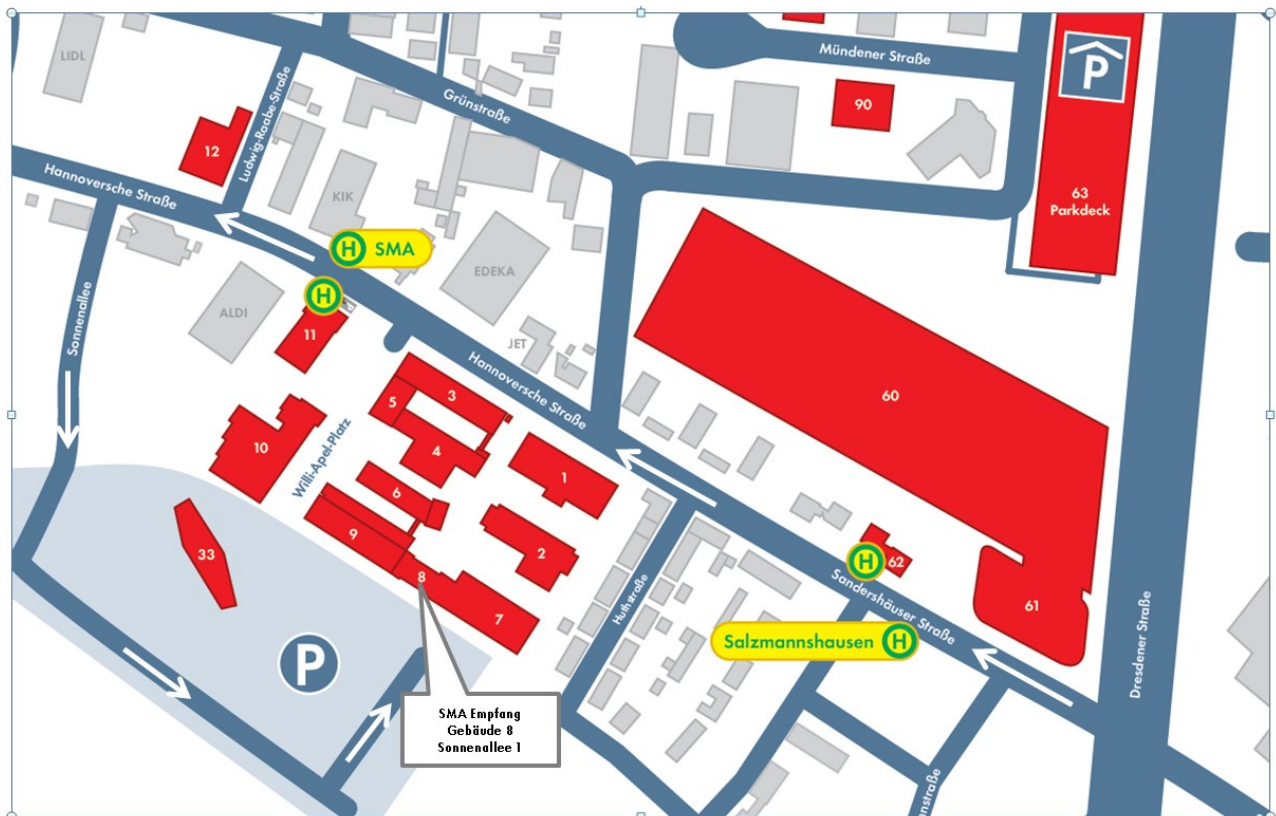 LIDL
Mündener Straße
P
Grünstraße
90
12
Ludwig-Raabe-Straße
Hannoversche Straße
KIK
63
Parkdeck
H SMA
H
EDEKA
ALDI
11
JET
Sonnenallee
Hannoversche Straße
3
5
60
4
10
Willi-Apel-Platz
1
6
9
33
2
8
7
H
62
Sandershäuser Straße
61
Huthstraße
Salzmannshausen H
Dresdener Straße
P
SMA Empfang
Gebäude 8
Sonnenallee 1
nstraße